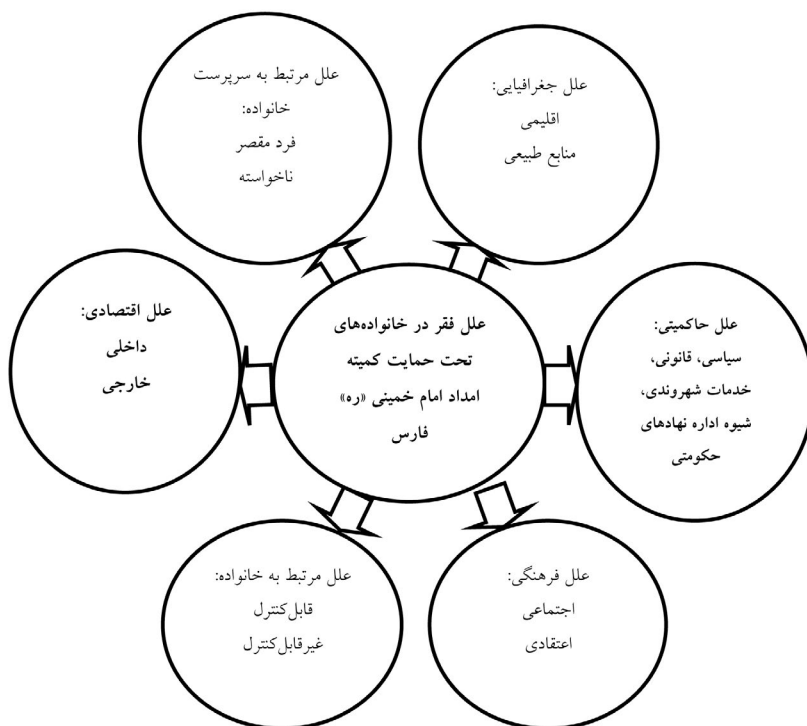 علل مرتبط به سرپرست
خانواده:
فرد مقصر
ناخواسته
علل جغرافیایی:
اقلیمی
منابع طبیعی
علل اقتصادی:
داخلی
خارجی
علل فقر در خانواده‌های
تحت حمایت کمیته
امداد امام خمینی «ره»
فارس
علل حاکمیتی:
سیاسی، قانونی،
خدمات شهروندی،
شیوه اداره نهادهای
حکومتی
علل مرتبط به خانواده:
قابل‌کنترل
غیرقابل‌کنترل
علل فرهنگی:
اجتماعی
اعتقادی